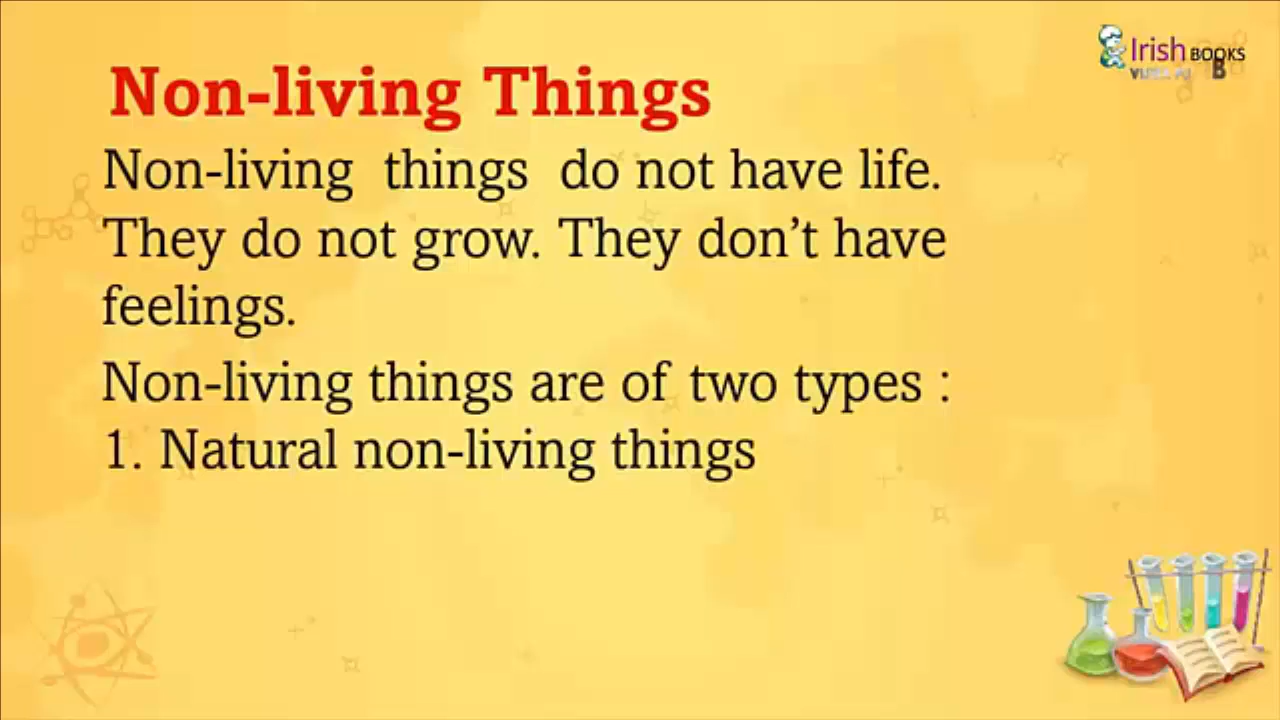 Irish BOOKS
Non-living Things
Non-living things do not have life.
They do not grow. They don't have
feelings.
Non-living things are of two types :
1. Natural non-living things